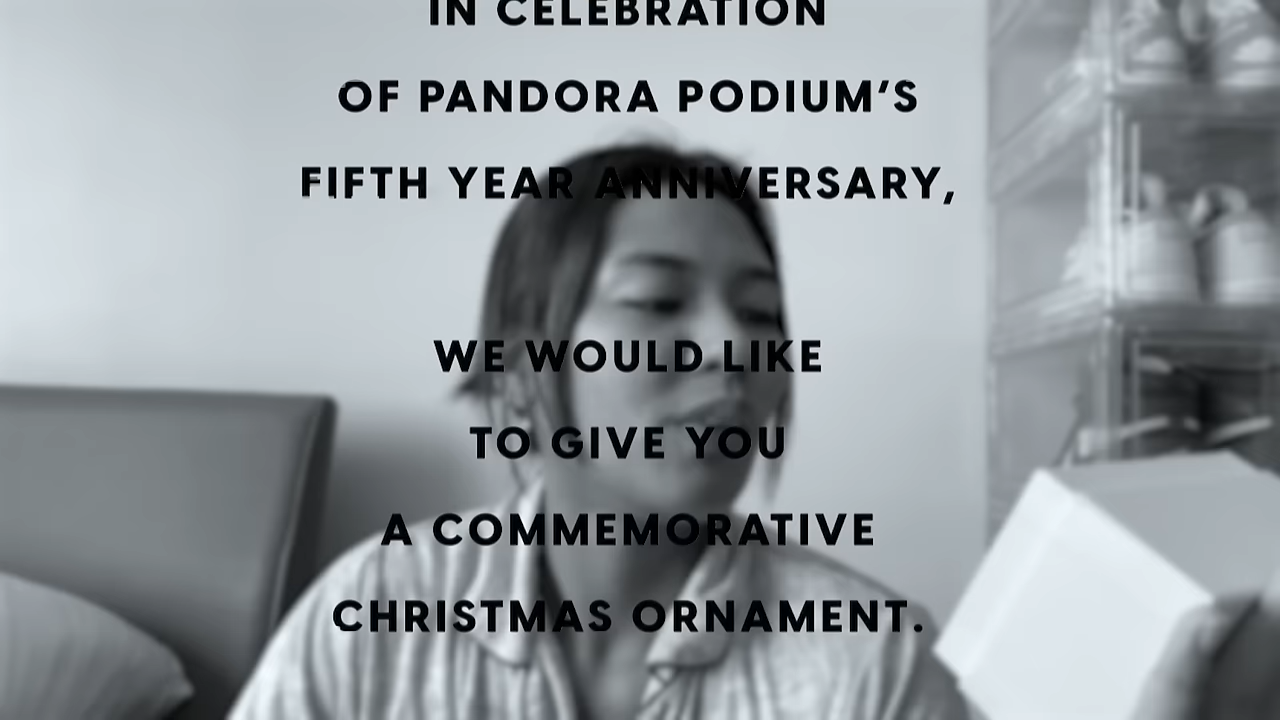 IN CELEBRATION
OF PANDORA PODIUM’S
FIFTH YEAR ANNIVERSARY,
WE WOULD LIKE
TO GIVE YOU
A COMMEMORATIVE
CHRISTMAS ORNAMENT.